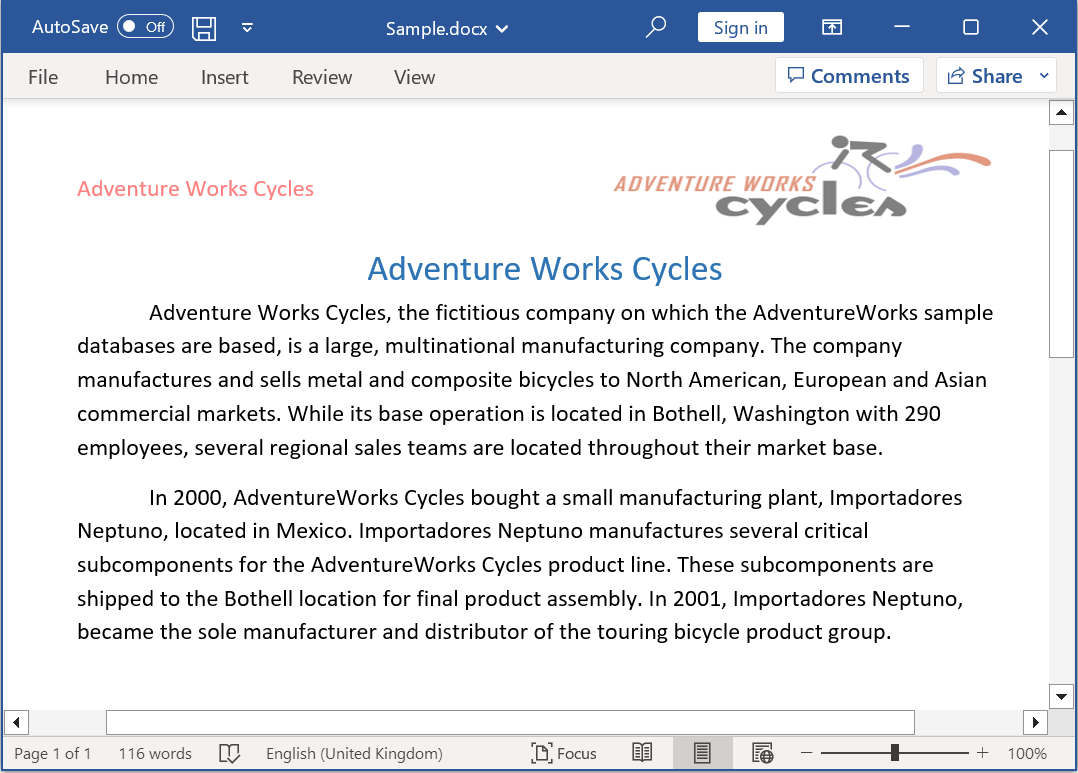 AutoSave Off Sample.docx Sign in
File Home Insert Review View Comments Share
Adventure Works Cycles
ADVENTURE WORKS
cycles
Adventure Works Cycles
Adventure Works Cycles, the fictitious company on which the AdventureWorks sample
databases are based, is a large, multinational manufacturing company. The company
manufactures and sells metal and composite bicycles to North American, European and Asian
commercial markets. While its base operation is located in Bothell, Washington with 290
employees, several regional sales teams are located throughout their market base.
In 2000, AdventureWorks Cycles bought a small manufacturing plant, Importadores
Neptuno, located in Mexico. Importadores Neptuno manufactures several critical
subcomponents for the AdventureWorks Cycles product line. These subcomponents are
shipped to the Bothell location for final product assembly. In 2001, Importadores Neptuno,
became the sole manufacturer and distributor of the touring bicycle product group.
Page 1 of 1 116 words English (United Kingdom) Focus 100%